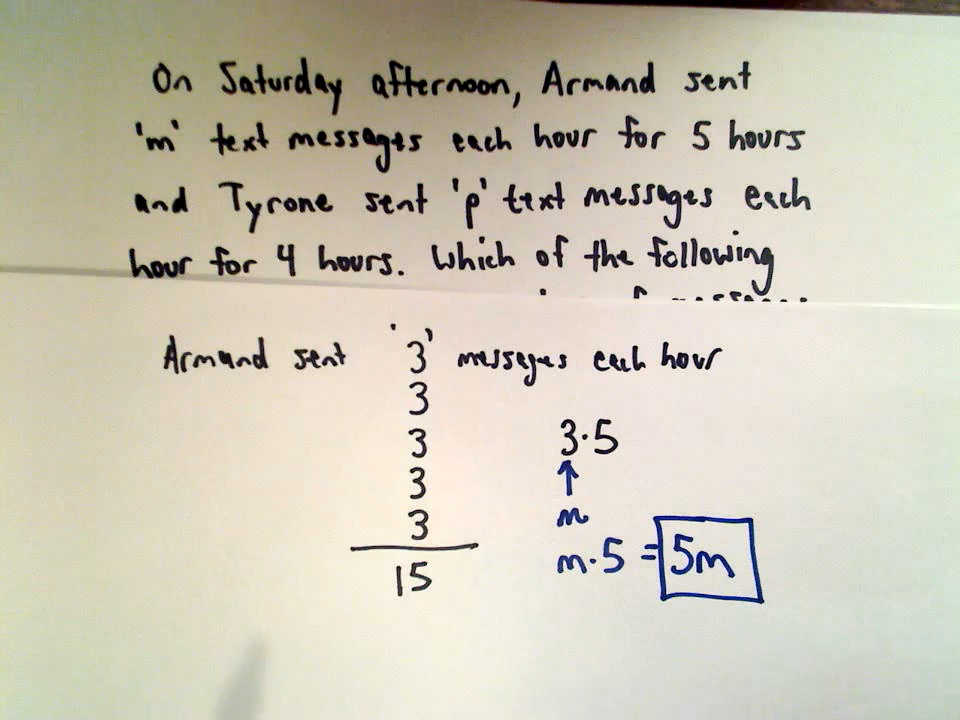 On Saturday afternoon, Armand sent
'm' text messages each hour for 5 hours
and Tyrone sent 'p' text messages each
hour for 4 hours. Which of the following
Armand sent '3' messages each hour
3
3
3·5
3
↑
3
m
m·5 = 5m
15